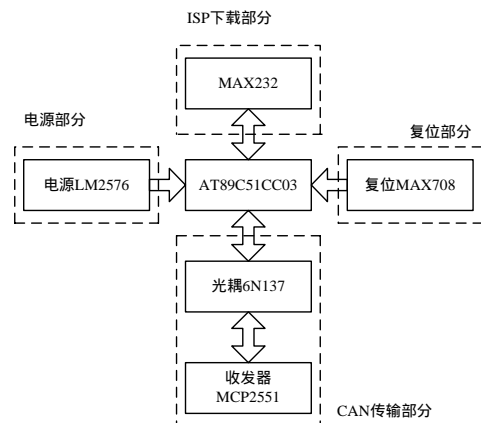 ISP下载部分
MAX232
电源部分
复位部分
电源LM2576
AT89C51CC03
复位MAX708
光耦6N137
收发器
MCP2551
CAN传输部分